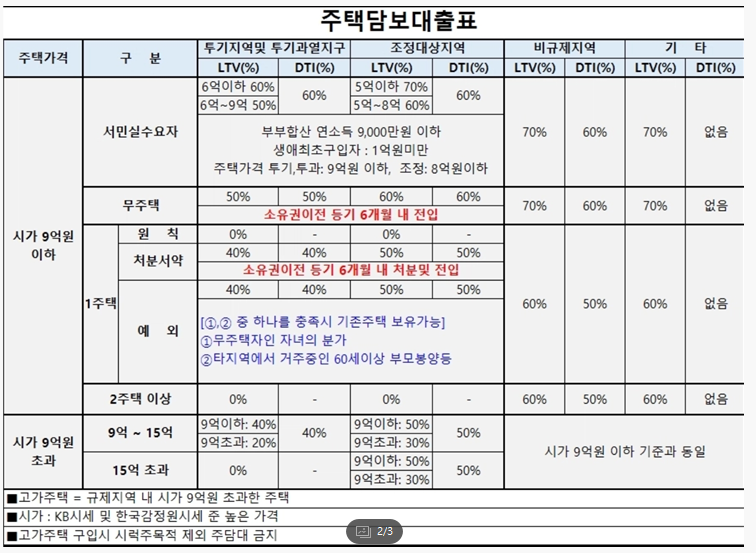 주택담보대출표
주택가격 구 분 투기지역및 투기과열지구 조정대상지역 비규제지역 기 타
LTV(%) DTI(%) LTV(%) DTI(%) LTV(%) DTI(%) LTV(%) DTI(%)
시가 9억원 이하
서민실수요자
6억이하 60% 60% 5억이하 70% 60% 70% 60% 70% 없음
6억~9억 50% 5억~8억 60%
부부합산 연소득 9,000만원 이하
생애최초구입자 : 1억원미만
주택가격 투기,투과: 9억원 이하, 조정: 8억원이하
무주택 50% 50% 60% 60% 70% 60% 70% 없음
소유권이전 등기 6개월 내 전입
1주택
원 칙 0% - 0% - 60% 50% 60% 없음
처분서약 40% 40% 50% 50%
소유권이전 등기 6개월 내 처분및 전입
예 외 40% 40% 50% 50%
[①,② 중 하나를 충족시 기존주택 보유가능]
①무주택자인 자녀의 분가
②타지역에서 거주중인 60세이상 부모봉양등
2주택 이상 0% - 0% - 60% 50% 60% 없음
시가 9억원 초과
9억 ~ 15억 9억이하: 40% 40% 9억이하: 50% 50% 시가 9억원 이하 기준과 동일
9억초과: 20% 9억초과: 30%
15억 초과 0% - 9억이하: 50% 50%
9억초과: 30%
■고가주택 = 규제지역 내 시가 9억원 초과한 주택
■시가 : KB시세 및 한국감정원시세 준 높은 가격
■고가주택 구입시 시럭주목적 제외 주담대 금지
2/3